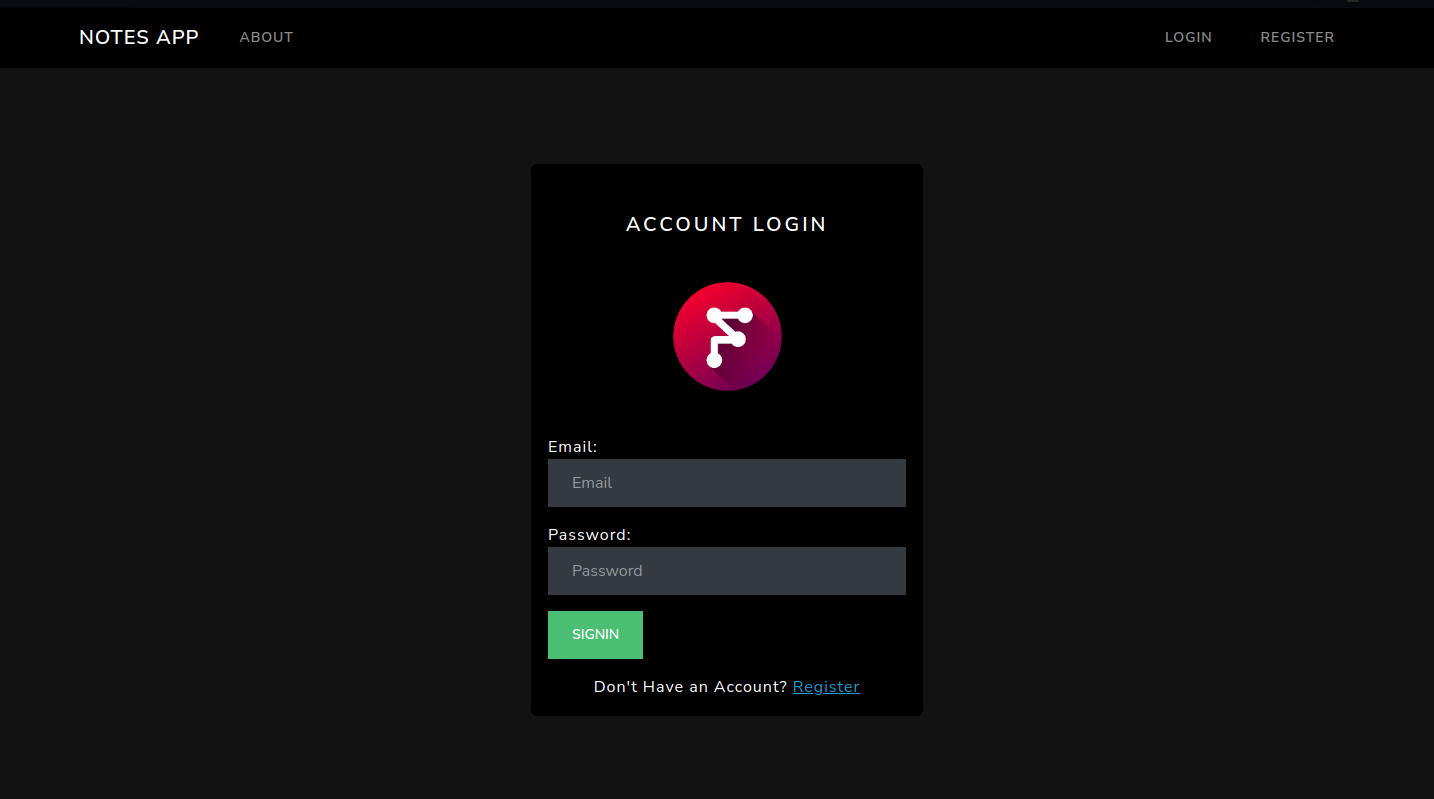 NOTES APP ABOUT LOGIN REGISTER
ACCOUNT LOGIN
Email:
Email
Password:
Password
SIGNIN
Don't Have an Account? Register